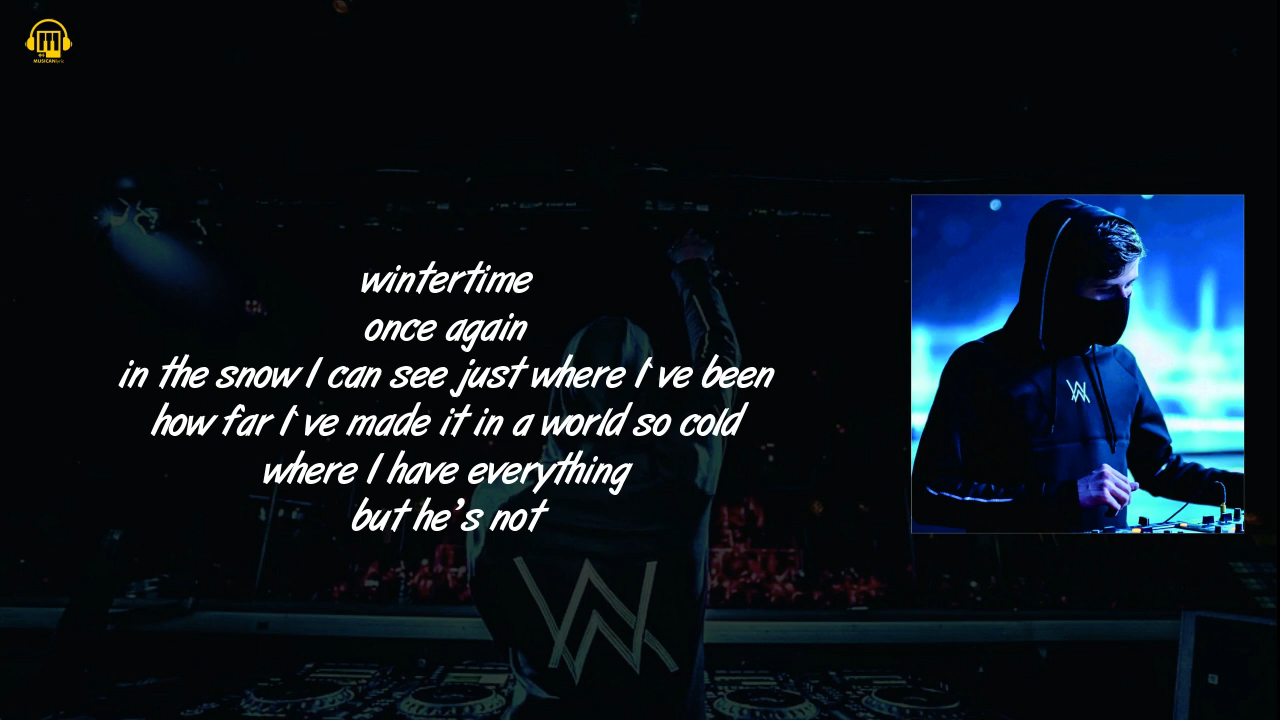 MUSICANlyric
wintertime
once again
in the snow I can see just where I've been
how far I've made it in a world so cold
where I have everything
but he's not